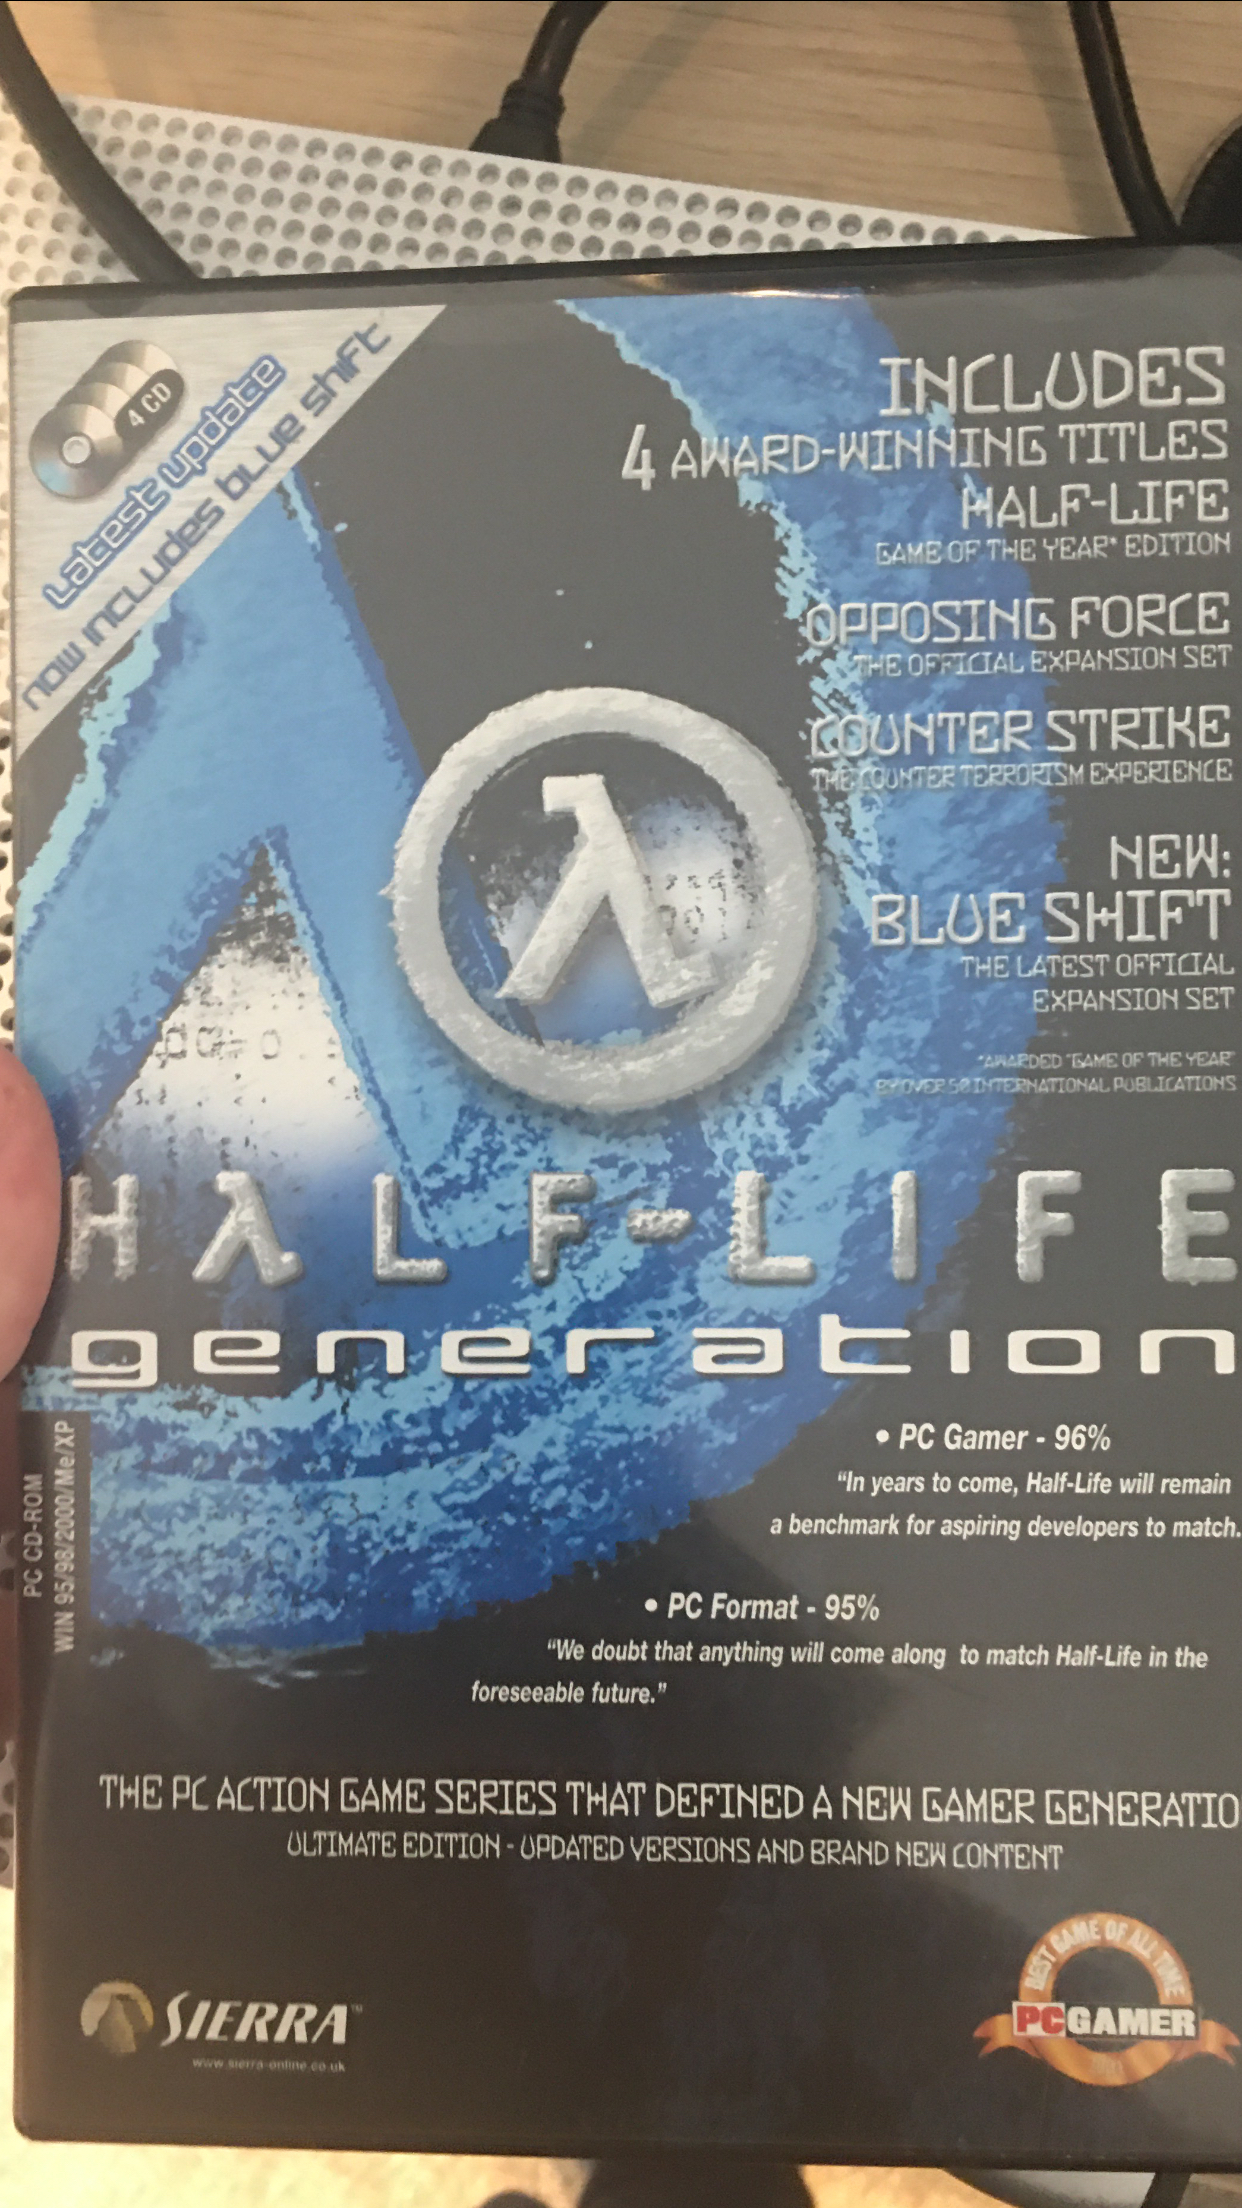 4 CD
Latest update
now includes blue shift
INCLUDES
4 AWARD-WINNING TITLES
HALF-LIFE
GAME OF THE YEAR* EDITION
OPPOSING FORCE
THE OFFICIAL EXPANSION SET
COUNTER STRIKE
THE COUNTER TERRORISM EXPERIENCE
NEW:
BLUE SHIFT
THE LATEST OFFICIAL
EXPANSION SET
*AWARDED "GAME OF THE YEAR"
BY OVER 50 INTERNATIONAL PUBLICATIONS
λ
HλLF-LIFE
generation
PC CD-ROM
WIN 95/98/2000/Me/XP
• PC Gamer - 96%
“In years to come, Half-Life will remain
a benchmark for aspiring developers to match.
• PC Format - 95%
“We doubt that anything will come along to match Half-Life in the
foreseeable future.”
THE PC ACTION GAME SERIES THAT DEFINED A NEW GAMER GENERATIO
ULTIMATE EDITION - UPDATED VERSIONS AND BRAND NEW CONTENT
SIERRA™
www.sierra-online.co.uk
BEST GAME OF ALL TIME
PC GAMER